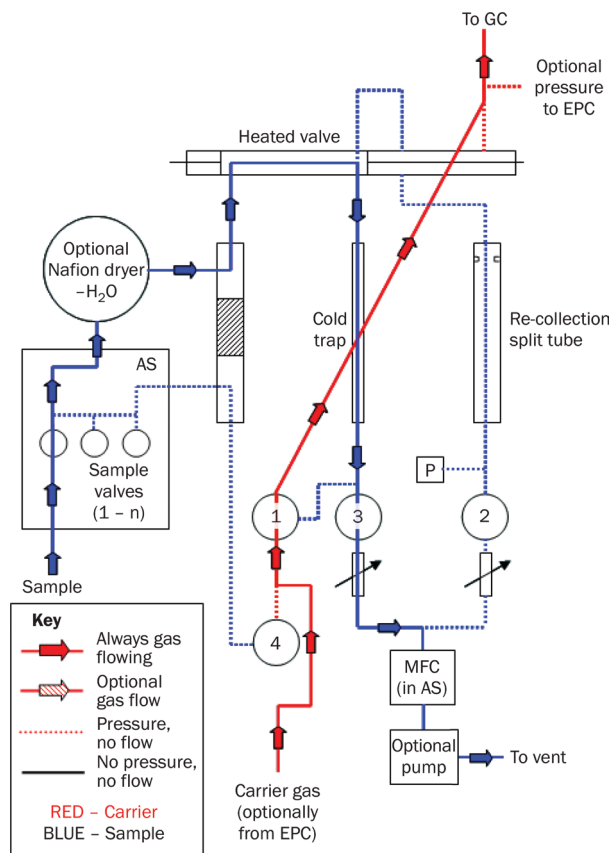 To GC
Optional
pressure
to EPC
Heated valve
Optional
Nafion dryer
–H₂O
AS
Cold
trap
Re-collection
split tube
Sample
valves
(1 – n)
P
1
3
2
Sample
4
Key
Always gas
flowing
Optional
gas flow
Pressure,
no flow
No pressure,
no flow
RED – Carrier
BLUE – Sample
MFC
(in AS)
Optional
pump
To vent
Carrier gas
(optionally
from EPC)